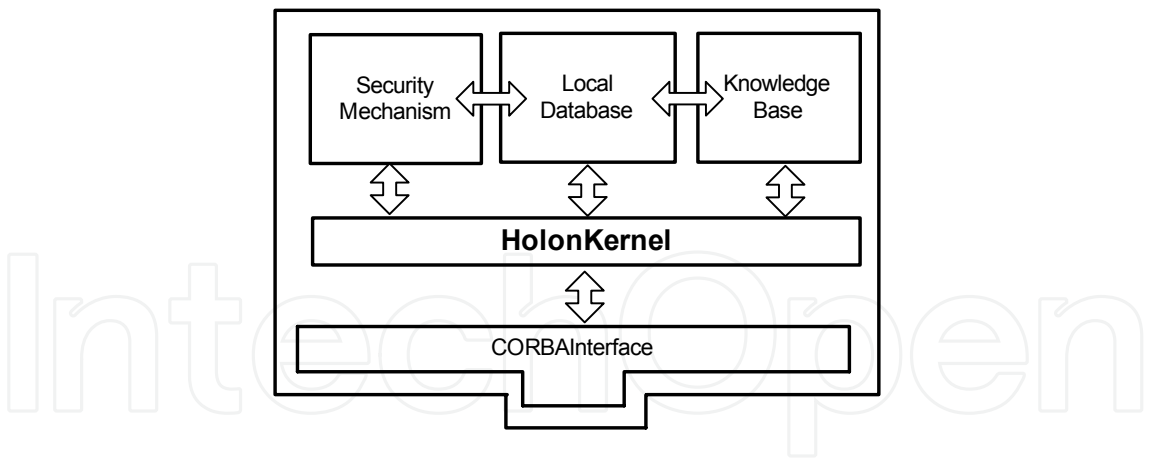 Security
Mechanism
Local
Database
Knowledge
Base
HolonKernel
CORBAInterface
IntechOpen